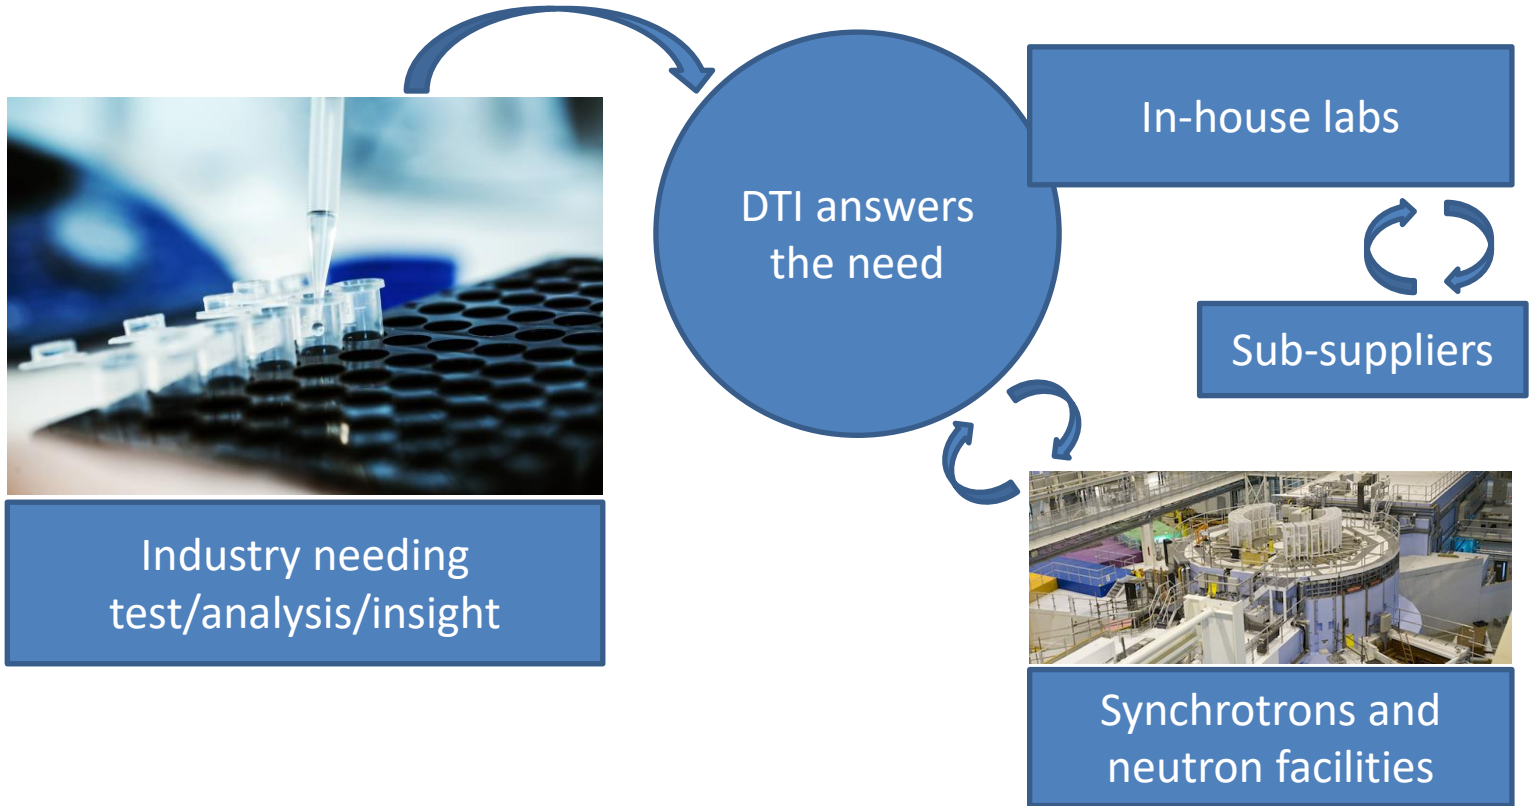 In-house labs
DTI answers
the need
Sub-suppliers
Industry needing
test/analysis/insight
Synchrotrons and
neutron facilities